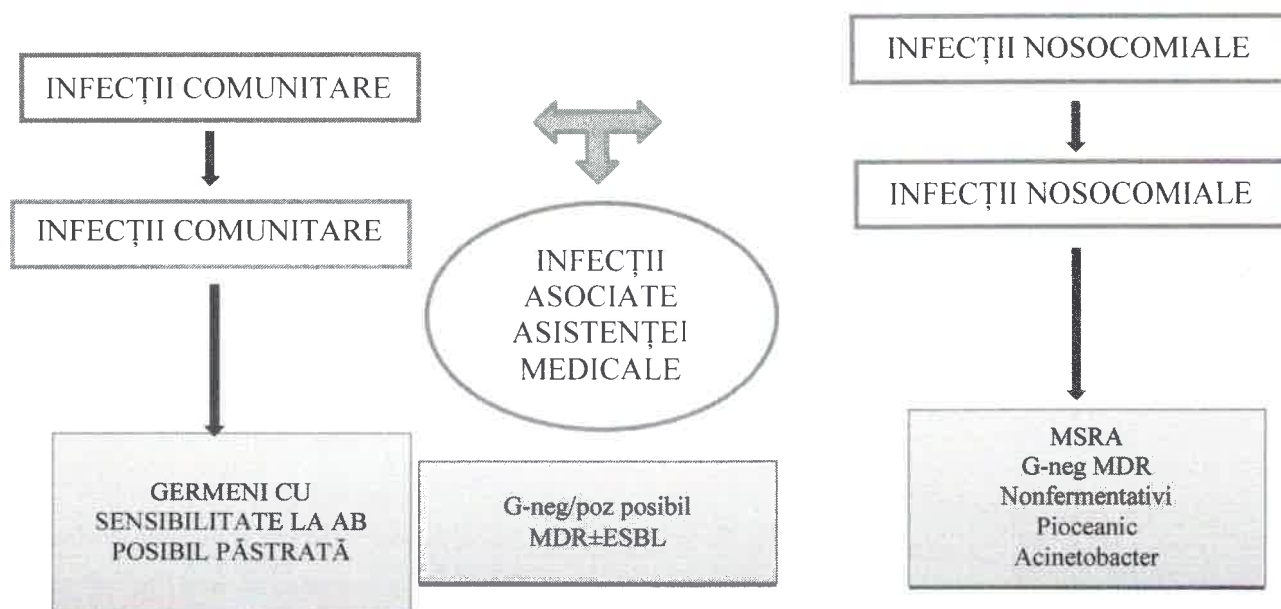 INFECȚII COMUNITARE
INFECȚII COMUNITARE
GERMENI CU
SENSIBILITATE LA AB
POSIBIL PĂSTRATĂ
INFECȚII
ASOCIATE
ASISTENȚEI
MEDICALE
G-neg/poz posibil
MDR±ESBL
INFECȚII NOSOCOMIALE
INFECȚII NOSOCOMIALE
MSRA
G-neg MDR
Nonfermentativi
Pioceanic
Acinetobacter